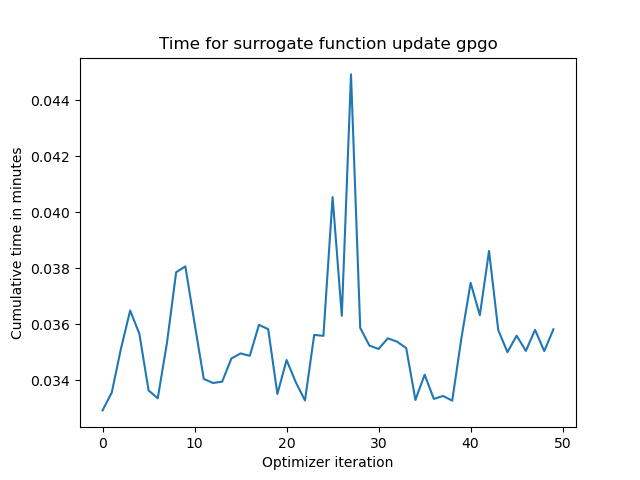 Time for surrogate function update gpgo
Cumulative time in minutes
0.044
0.042
0.040
0.038
0.036
0.034
0 10 20 30 40 50
Optimizer iteration